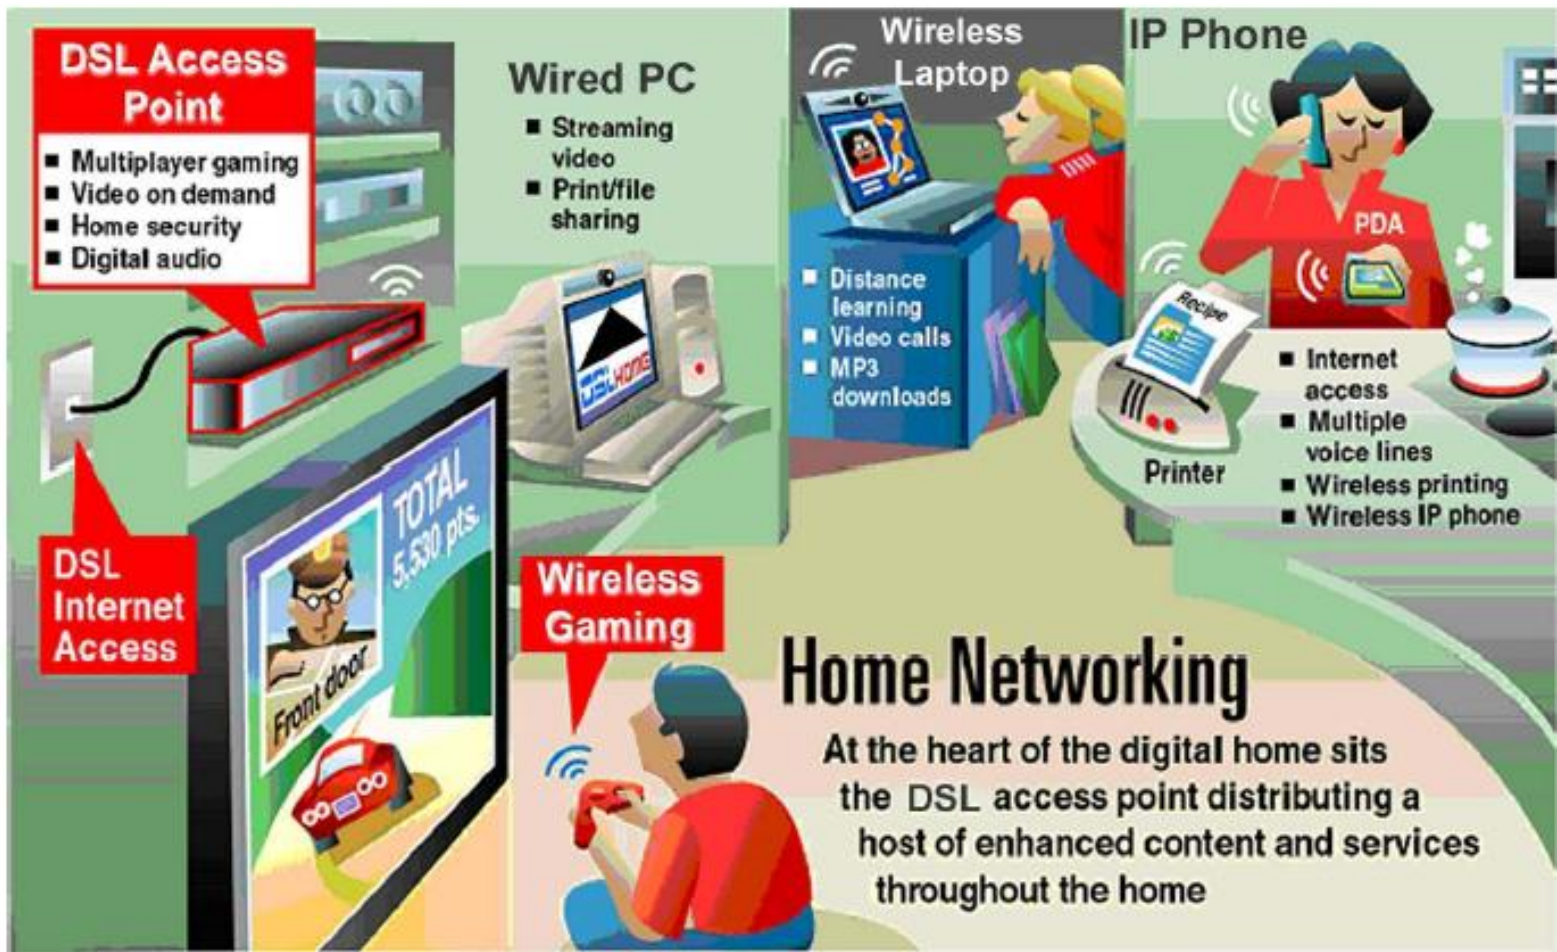 DSL Access
Point
■ Multiplayer gaming
■ Video on demand
■ Home security
■ Digital audio
Wired PC
■ Streaming
video
■ Print/file
sharing
Wireless
Laptop
■ Distance
learning
■ Video calls
■ MP3
downloads
IP Phone
PDA
Recipe
Printer
■ Internet
access
■ Multiple
voice lines
■ Wireless printing
■ Wireless IP phone
DSLHOME
DSL
Internet
Access
TOTAL
5,530 pts.
Front door
Wireless
Gaming
Home Networking
At the heart of the digital home sits
the DSL access point distributing a
host of enhanced content and services
throughout the home